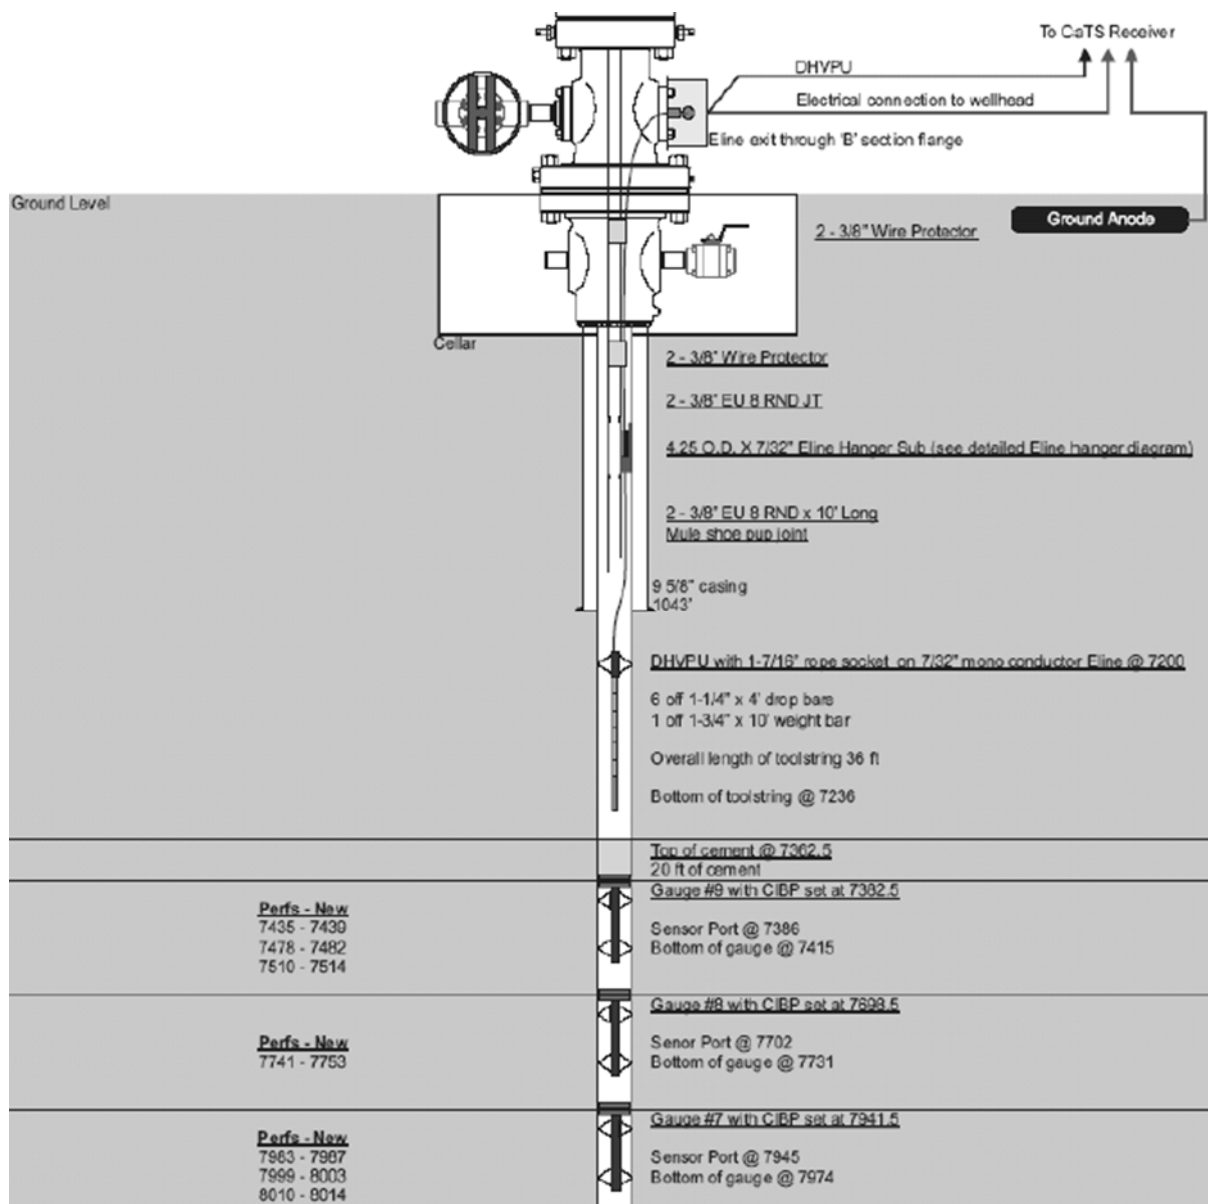 To CaTS Receiver
DHVPU
Electrical connection to wellhead
Eline exit through 'B' section flange
Ground Level
Ground Anode
2 - 3/8" Wire Protector
Cellar
2 - 3/8" Wire Protector
2 - 3/8" EU 8 RND JT
4.25 O.D. X 7/32" Eline Hanger Sub (see detailed Eline hanger diagram)
2 - 3/8" EU 8 RND x 10' Long
Mule shoe pup joint
9 5/8" casing
1043'
DHVPU with 1-7/16" rope socket on 7/32" mono conductor Eline @ 7200
6 off 1-1/4" x 4' drop bars
1 off 1-3/4" x 10' weight bar
Overall length of toolstring 36 ft
Bottom of toolstring @ 7236
Top of cement @ 7362.5
20 ft of cement
Gauge #9 with CIBP set at 7382.5
Perfs - New
7435 - 7439
7478 - 7482
7510 - 7514
Sensor Port @ 7386
Bottom of gauge @ 7415
Gauge #8 with CIBP set at 7698.5
Perfs - New
7741 - 7753
Senor Port @ 7702
Bottom of gauge @ 7731
Gauge #7 with CIBP set at 7941.5
Perfs - New
7983 - 7987
7999 - 8003
8010 - 8014
Sensor Port @ 7945
Bottom of gauge @ 7974